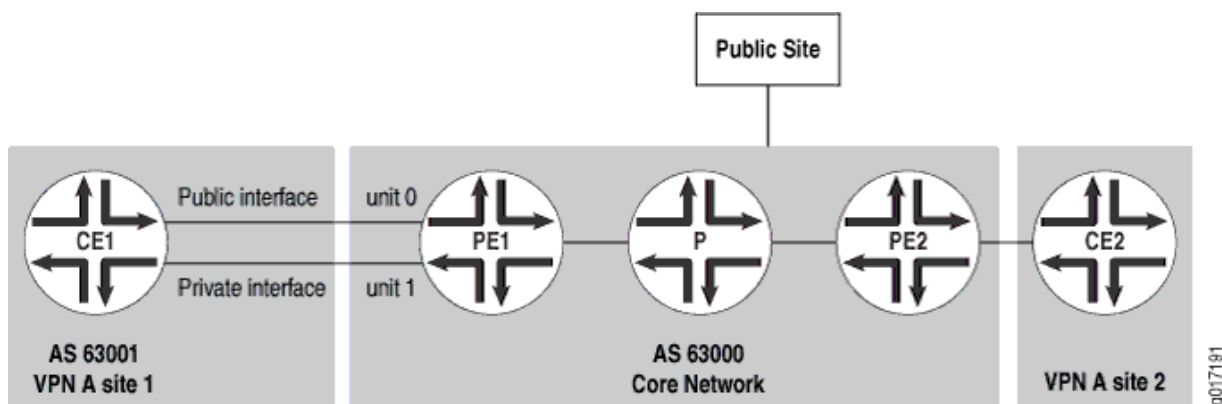 Public Site
Public interface
unit 0
CE1
PE1
P
PE2
CE2
Private interface
unit 1
AS 63001
VPN A site 1
AS 63000
Core Network
VPN A site 2
g017191